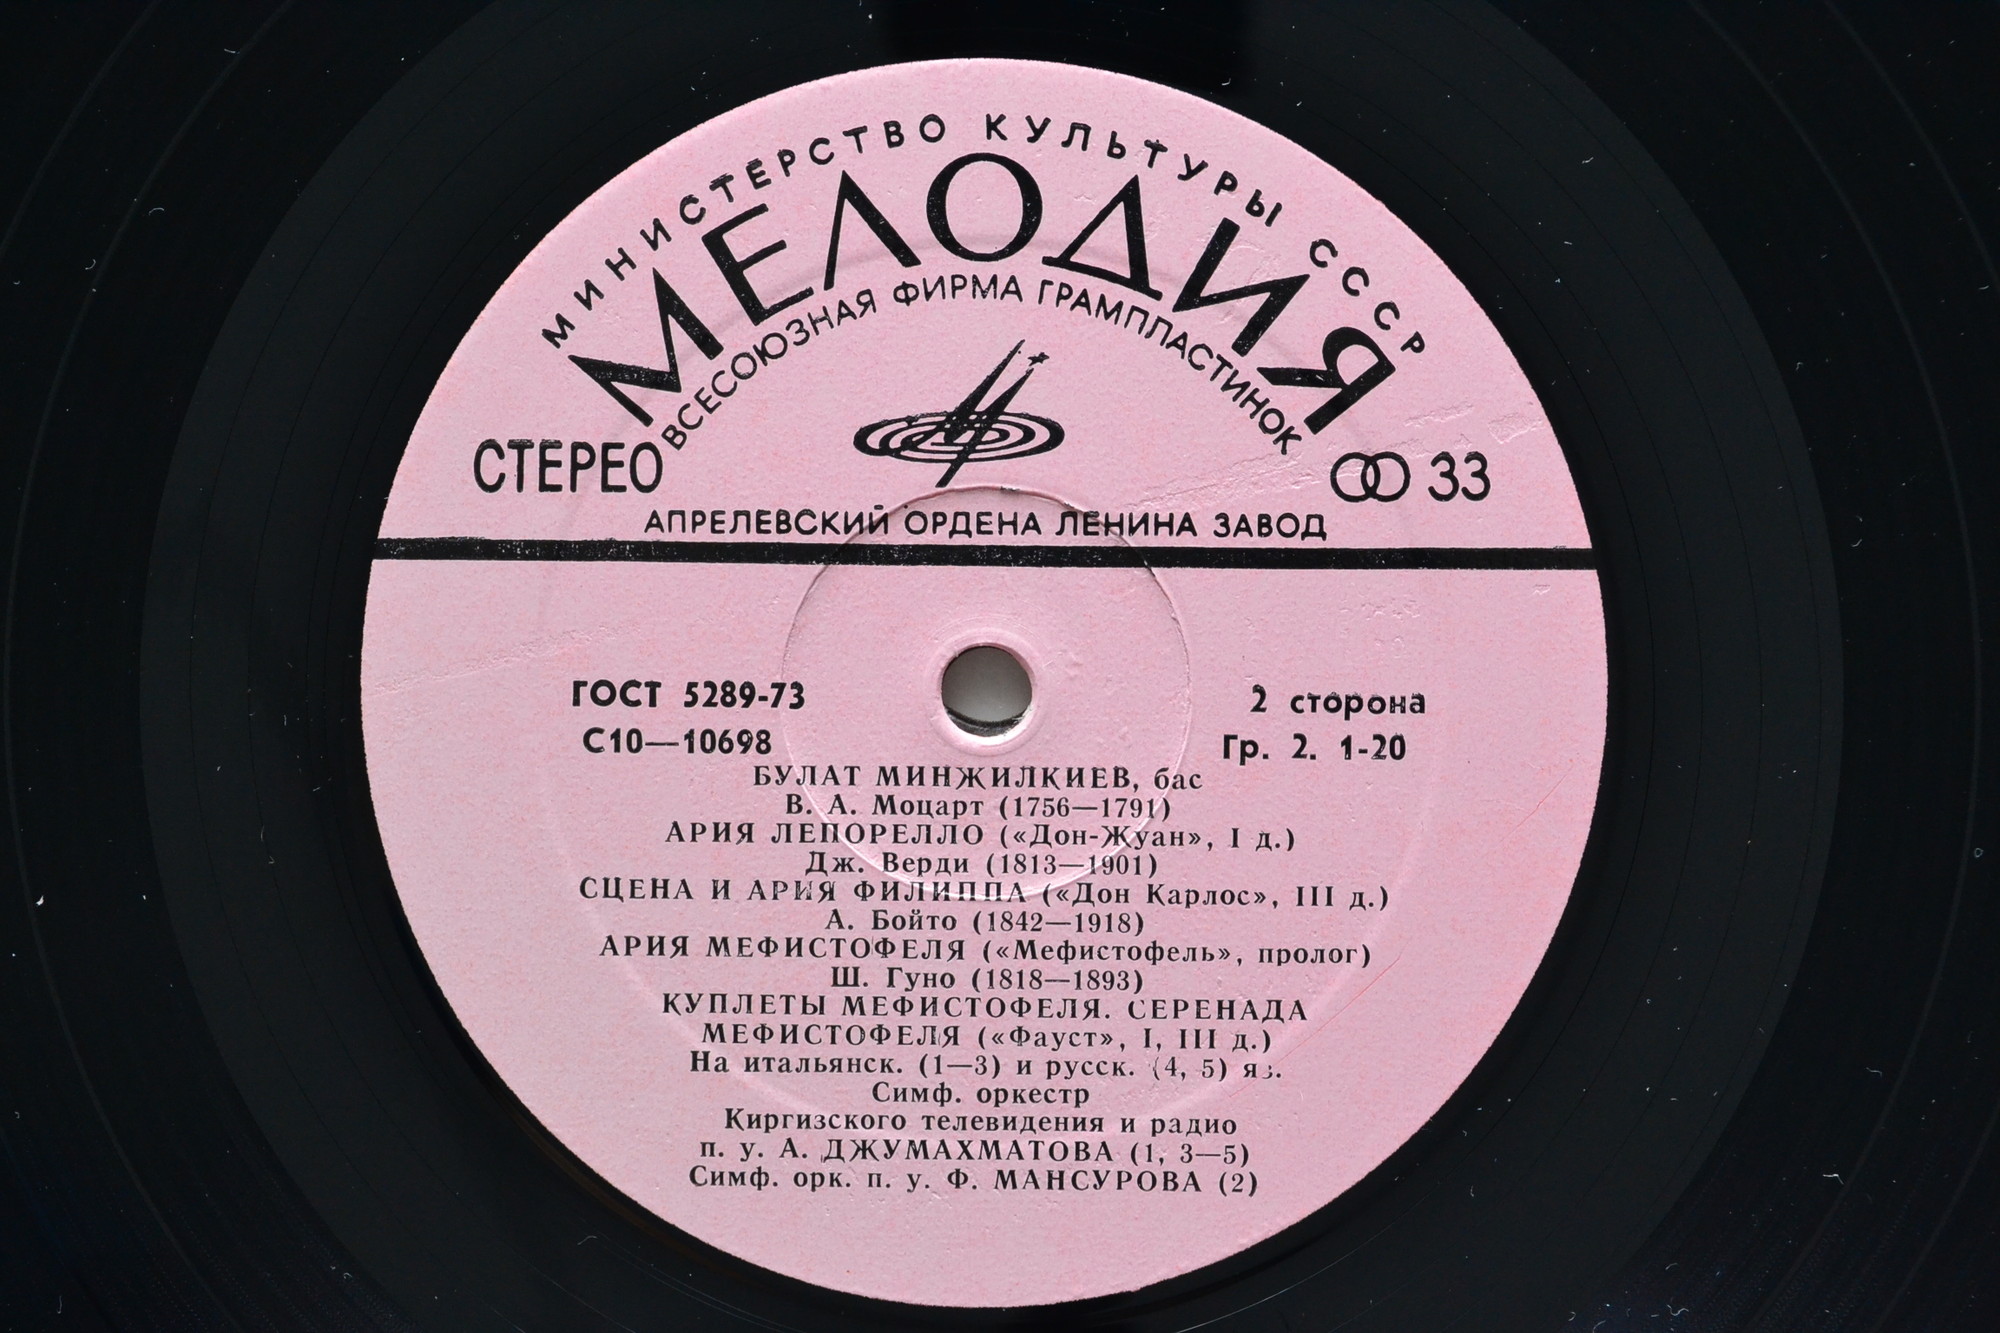 МИНИСТЕРСТВО КУЛЬТУРЫ СССР
МЕЛОДИЯ
ВСЕСОЮЗНАЯ ФИРМА ГРАМПЛАСТИНОК
СТЕРЕО
33
АПРЕЛЕВСКИЙ ОРДЕНА ЛЕНИНА ЗАВОД
ГОСТ 5289-73
2 сторона
С10—10698
Гр. 2. 1-20
БУЛАТ МИНЖИЛКИЕВ, бас
В. А. Моцарт (1756—1791)
АРИЯ ЛЕПОРЕЛЛО («Дон-Жуан», I д.)
Дж. Верди (1813—1901)
СЦЕНА И АРИЯ ФИЛИППА («Дон Карлос», III д.)
А. Бойто (1842—1918)
АРИЯ МЕФИСТОФЕЛЯ («Мефистофель», пролог)
Ш. Гуно (1818—1893)
КУПЛЕТЫ МЕФИСТОФЕЛЯ. СЕРЕНАДА
МЕФИСТОФЕЛЯ («Фауст», I, III д.)
На итальянск. (1—3) и русск. (4, 5) яз.
Симф. оркестр
Киргизского телевидения и радио
п. у. А. ДЖУМАХМАТОВА (1, 3—5)
Симф. орк. п. у. Ф. МАНСУРОВА (2)